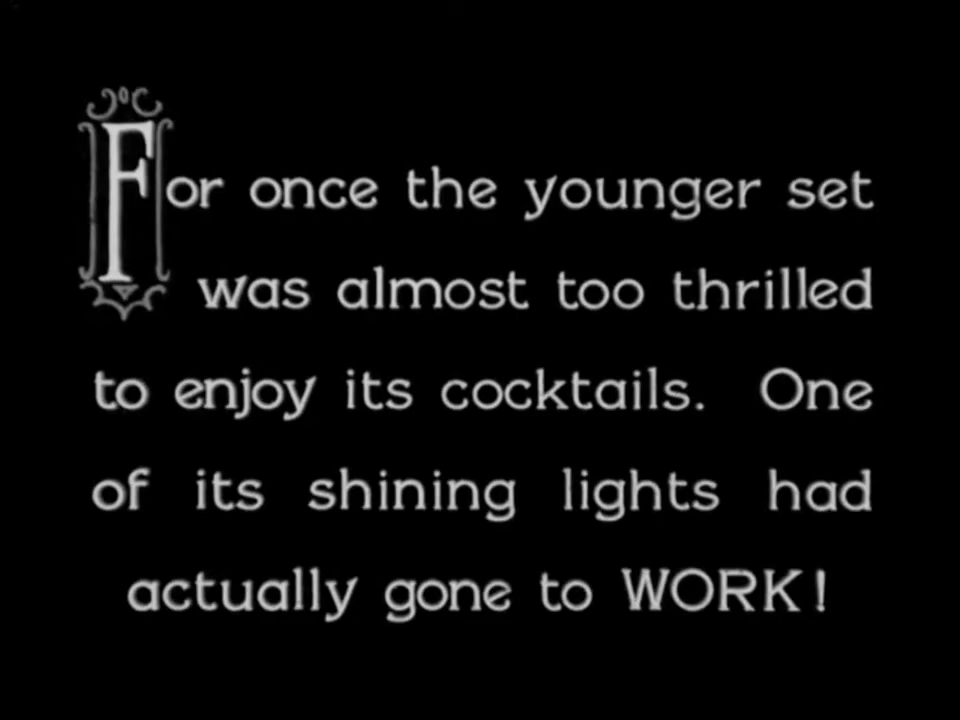 For once the younger set
was almost too thrilled
to enjoy its cocktails. One
of its shining lights had
actually gone to WORK!